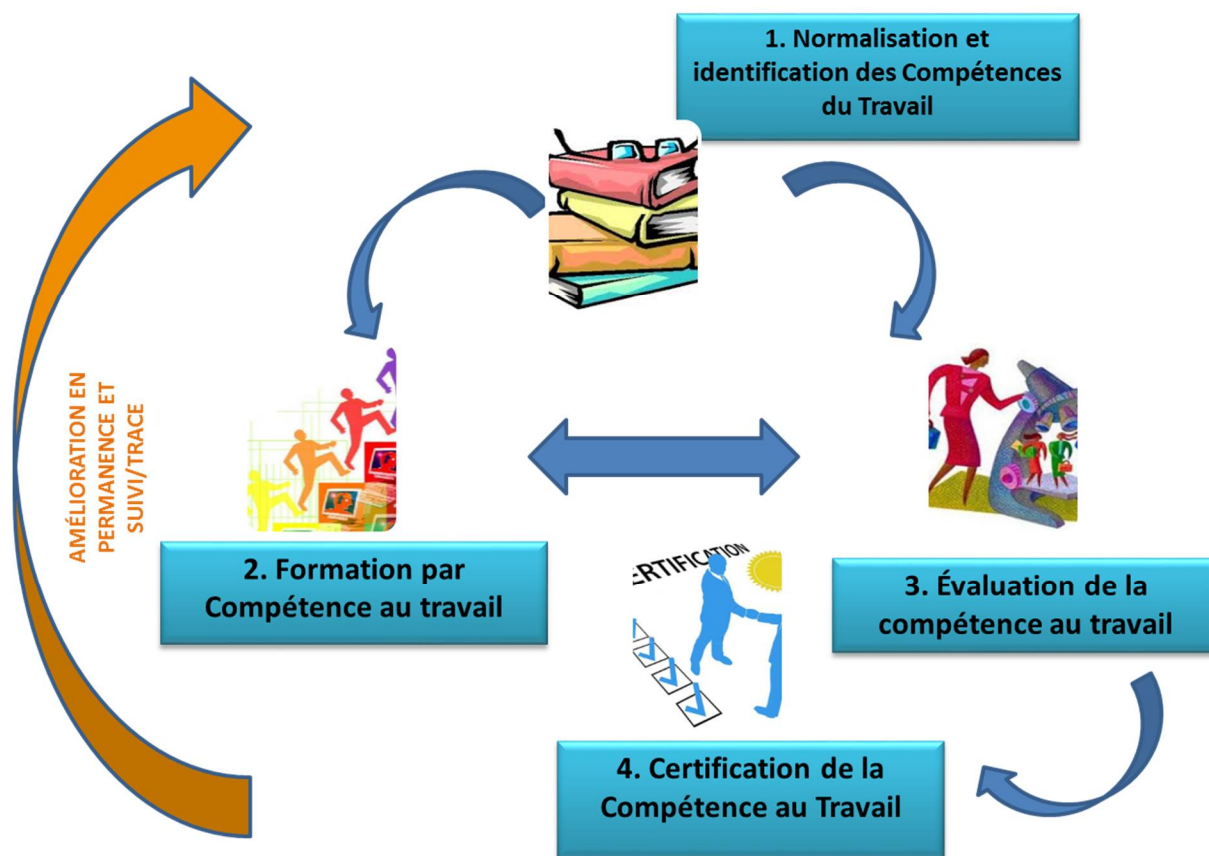 1. Normalisation et
identification des Compétences
du Travail
AMÉLIORATION EN
PERMANENCE ET
SUIVI/TRACE
2. Formation par
Compétence au travail
3. Évaluation de la
compétence au travail
ERTIFICATION
4. Certification de la
Compétence au Travail